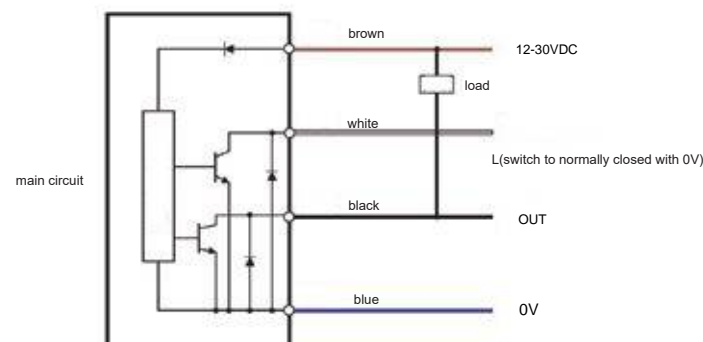 brown
12-30VDC
load
white
L(switch to normally closed with 0V)
main circuit
black
OUT
blue
0V